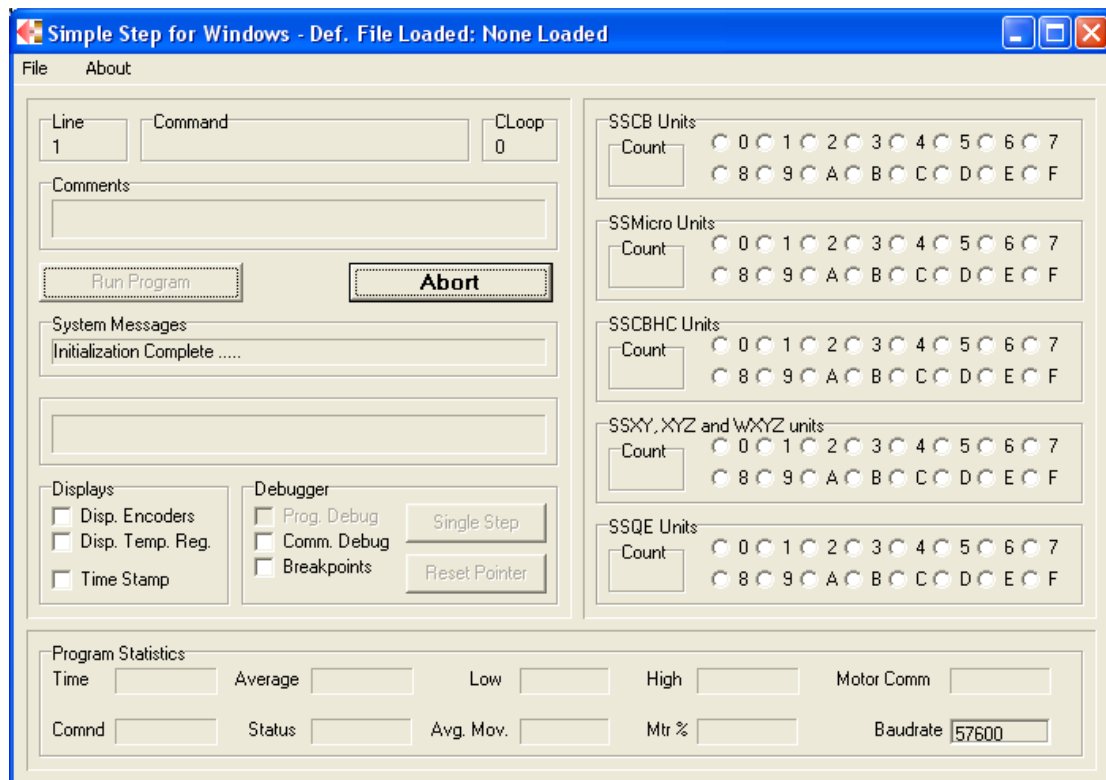 Simple Step for Windows - Def. File Loaded: None Loaded
File About
Line
1
Command
CLoop
0
Comments
Run Program
Abort
System Messages
Initialization Complete .....
Displays
Disp. Encoders
Disp. Temp. Reg.
Time Stamp
Debugger
Prog. Debug
Comm. Debug
Breakpoints
Single Step
Reset Pointer
SSCB Units
Count
0 1 2 3 4 5 6 7
8 9 A B C D E F
SSMicro Units
Count
0 1 2 3 4 5 6 7
8 9 A B C D E F
SSCBHC Units
Count
0 1 2 3 4 5 6 7
8 9 A B C D E F
SSXY, XYZ and WXYZ units
Count
0 1 2 3 4 5 6 7
8 9 A B C D E F
SSQE Units
Count
0 1 2 3 4 5 6 7
8 9 A B C D E F
Program Statistics
Time Average Low High Motor Comm
Comnd Status Avg. Mov. Mtr % Baudrate 57600